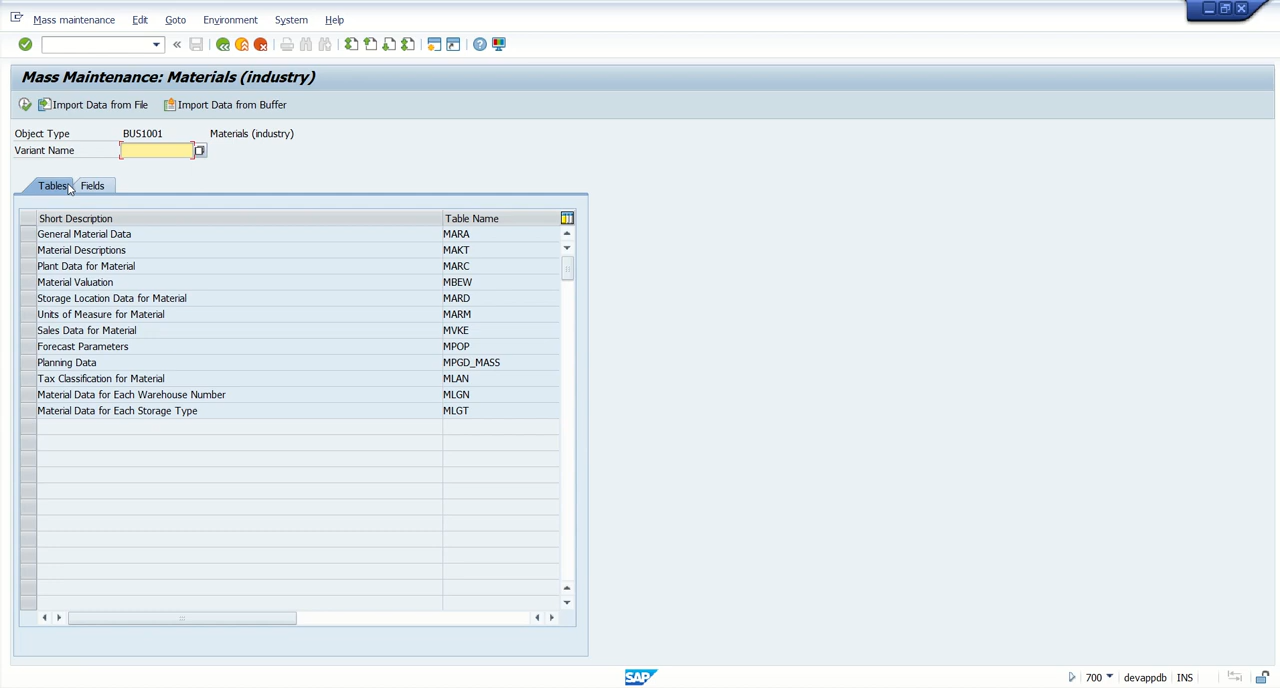 Mass maintenance Edit Goto Environment System Help
Mass Maintenance: Materials (industry)
Import Data from File Import Data from Buffer
Object Type BUS1001 Materials (industry)
Variant Name
Tables Fields
Short Description Table Name
General Material Data MARA
Material Descriptions MAKT
Plant Data for Material MARC
Material Valuation MBEW
Storage Location Data for Material MARD
Units of Measure for Material MARM
Sales Data for Material MVKE
Forecast Parameters MPOP
Planning Data MPGD_MASS
Tax Classification for Material MLAN
Material Data for Each Warehouse Number MLGN
Material Data for Each Storage Type MLGT
SAP 700 devappdb INS